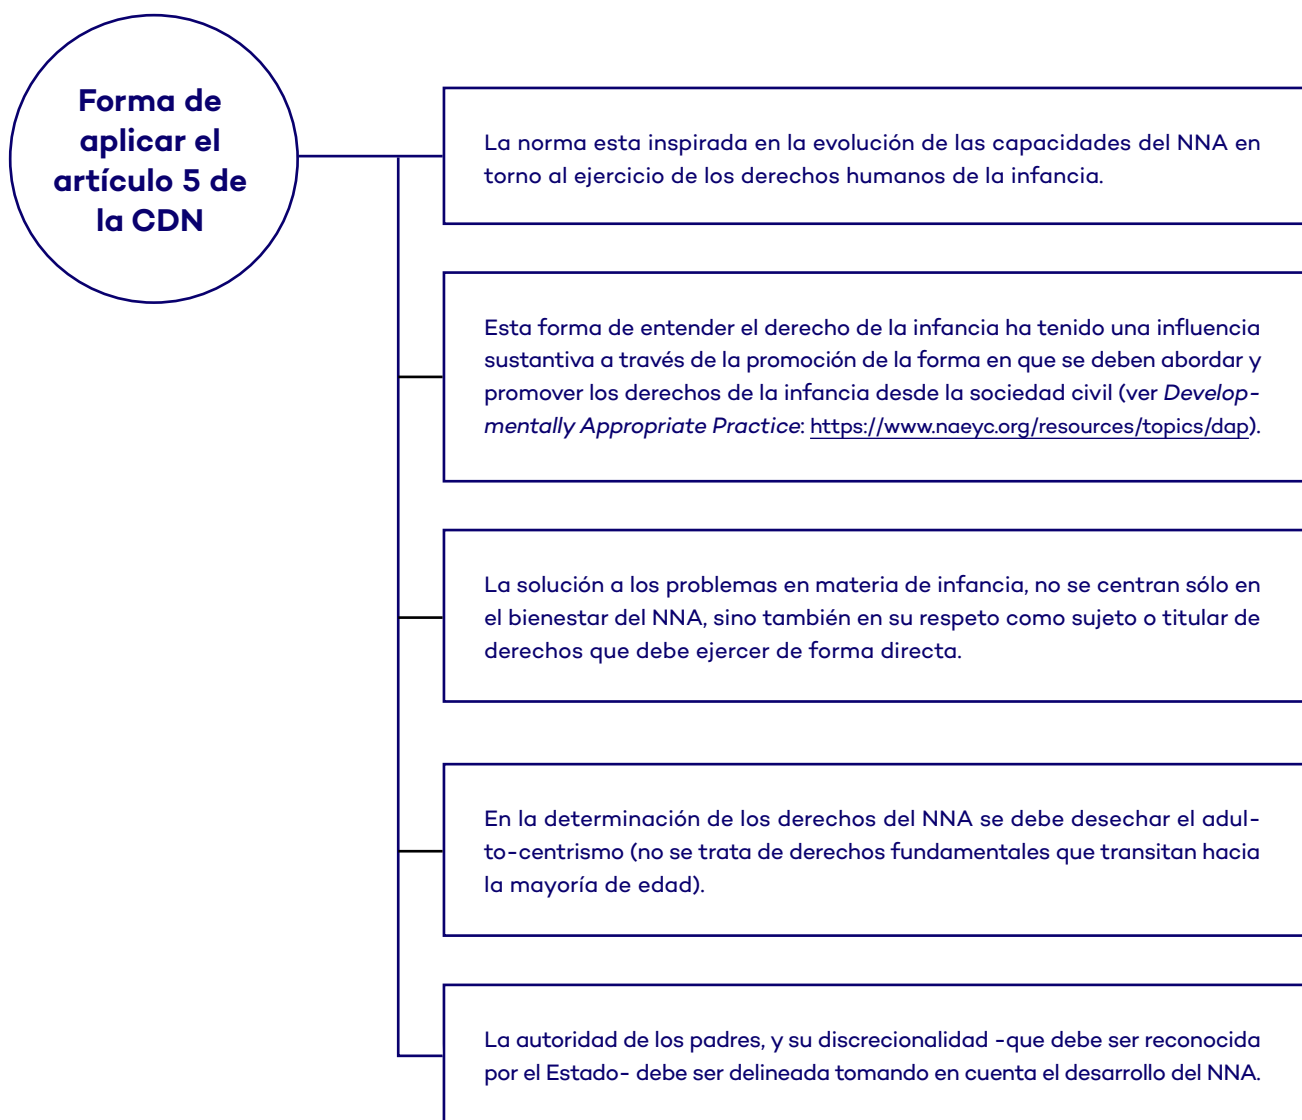 Forma de
aplicar el
artículo 5 de
la CDN
La norma esta inspirada en la evolución de las capacidades del NNA en
torno al ejercicio de los derechos humanos de la infancia.
Esta forma de entender el derecho de la infancia ha tenido una influencia
sustantiva a través de la promoción de la forma en que se deben abordar y
promover los derechos de la infancia desde la sociedad civil (ver Develop-
mentally Appropriate Practice: https://www.naeyc.org/resources/topics/dap).
La solución a los problemas en materia de infancia, no se centran sólo en
el bienestar del NNA, sino también en su respeto como sujeto o titular de
derechos que debe ejercer de forma directa.
En la determinación de los derechos del NNA se debe desechar el adul-
to-centrismo (no se trata de derechos fundamentales que transitan hacia
la mayoría de edad).
La autoridad de los padres, y su discrecionalidad -que debe ser reconocida
por el Estado- debe ser delineada tomando en cuenta el desarrollo del NNA.